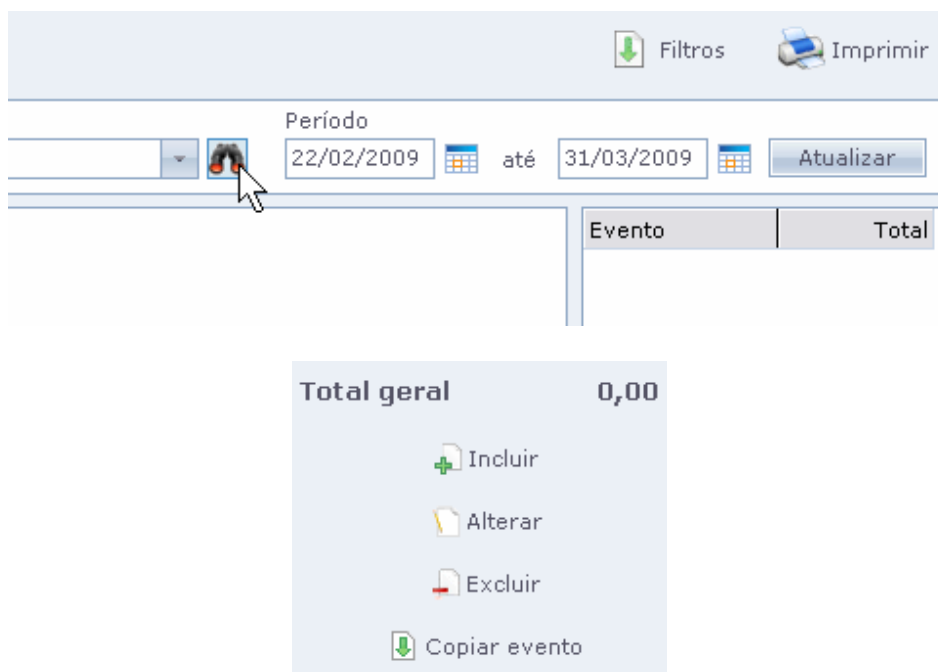 Filtros Imprimir
Período
22/02/2009 até 31/03/2009 Atualizar
Evento Total
Total geral 0,00
Incluir
Alterar
Excluir
Copiar evento